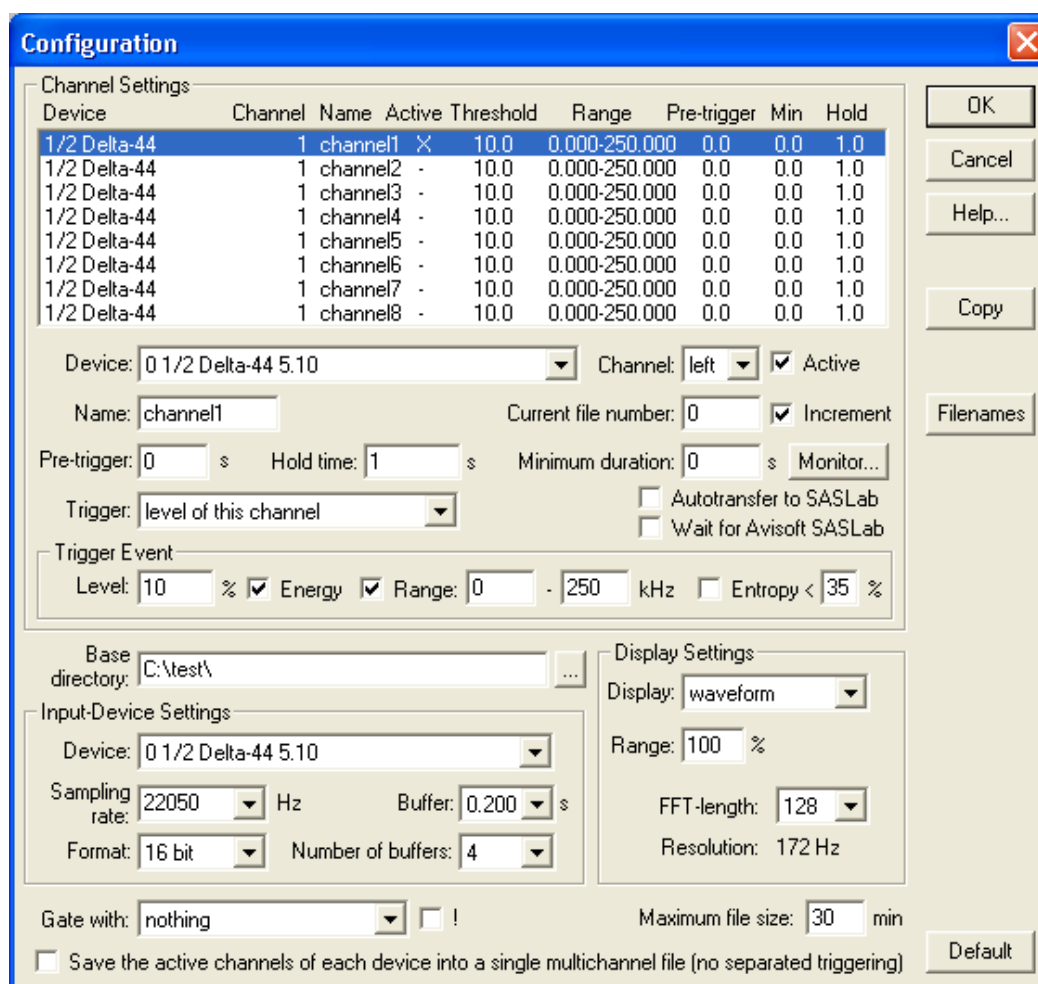 Configuration
Channel Settings
Device Channel Name Active Threshold Range Pre-trigger Min Hold
1/2 Delta-44 1 channel1 X 10.0 0.000-250.000 0.0 0.0 1.0
1/2 Delta-44 1 channel2 - 10.0 0.000-250.000 0.0 0.0 1.0
1/2 Delta-44 1 channel3 - 10.0 0.000-250.000 0.0 0.0 1.0
1/2 Delta-44 1 channel4 - 10.0 0.000-250.000 0.0 0.0 1.0
1/2 Delta-44 1 channel5 - 10.0 0.000-250.000 0.0 0.0 1.0
1/2 Delta-44 1 channel6 - 10.0 0.000-250.000 0.0 0.0 1.0
1/2 Delta-44 1 channel7 - 10.0 0.000-250.000 0.0 0.0 1.0
1/2 Delta-44 1 channel8 - 10.0 0.000-250.000 0.0 0.0 1.0
OK
Cancel
Help...
Copy
Filenames
Device: 0 1/2 Delta-44 5.10 Channel: left Active
Name: channel1 Current file number: 0 Increment
Pre-trigger: 0 s Hold time: 1 s Minimum duration: 0 s Monitor...
Trigger: level of this channel
Autotransfer to SASLab
Wait for Avisoft SASLab
Trigger Event
Level: 10 % Energy Range: 0 - 250 kHz Entropy < 35 %
Base directory: C:\test\ ...
Input-Device Settings
Device: 0 1/2 Delta-44 5.10
Sampling rate: 22050 Hz Buffer: 0.200 s
Format: 16 bit Number of buffers: 4
Display Settings
Display: waveform
Range: 100 %
FFT-length: 128
Resolution: 172 Hz
Gate with: nothing ! Maximum file size: 30 min
Save the active channels of each device into a single multichannel file (no separated triggering)
Default